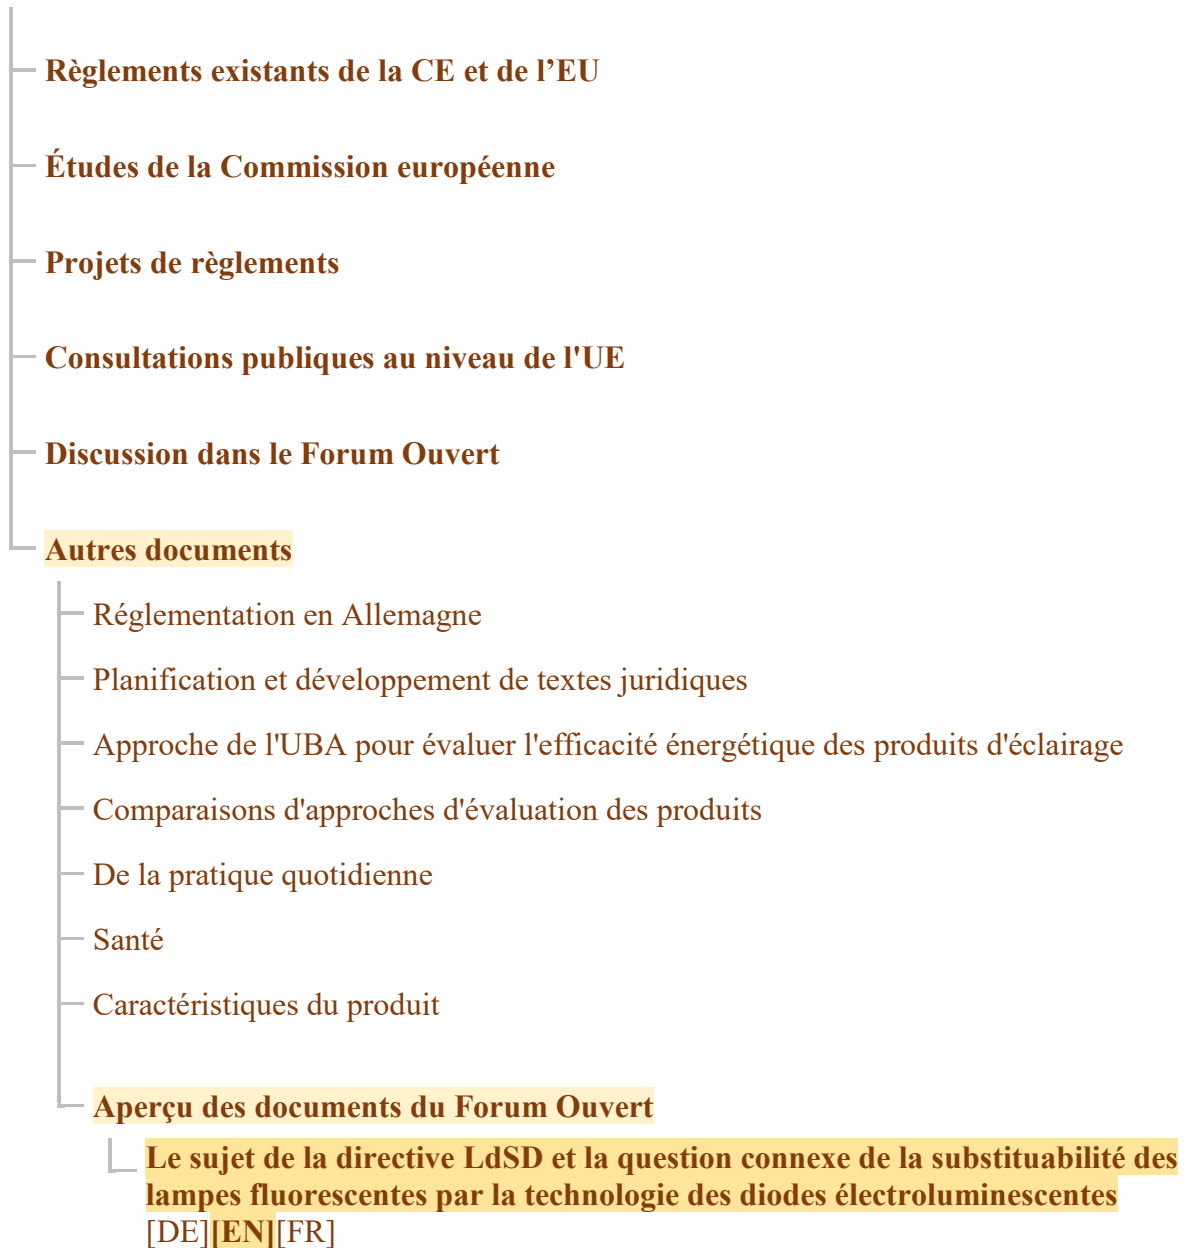 Règlements existants de la CE et de l’EU
Études de la Commission européenne
Projets de règlements
Consultations publiques au niveau de l'UE
Discussion dans le Forum Ouvert
Autres documents
Réglementation en Allemagne
Planification et développement de textes juridiques
Approche de l'UBA pour évaluer l'efficacité énergétique des produits d'éclairage
Comparaisons d'approches d'évaluation des produits
De la pratique quotidienne
Santé
Caractéristiques du produit
Aperçu des documents du Forum Ouvert
Le sujet de la directive LdSD et la question connexe de la substituabilité des
lampes fluorescentes par la technologie des diodes électroluminescentes
[DE][EN][FR]